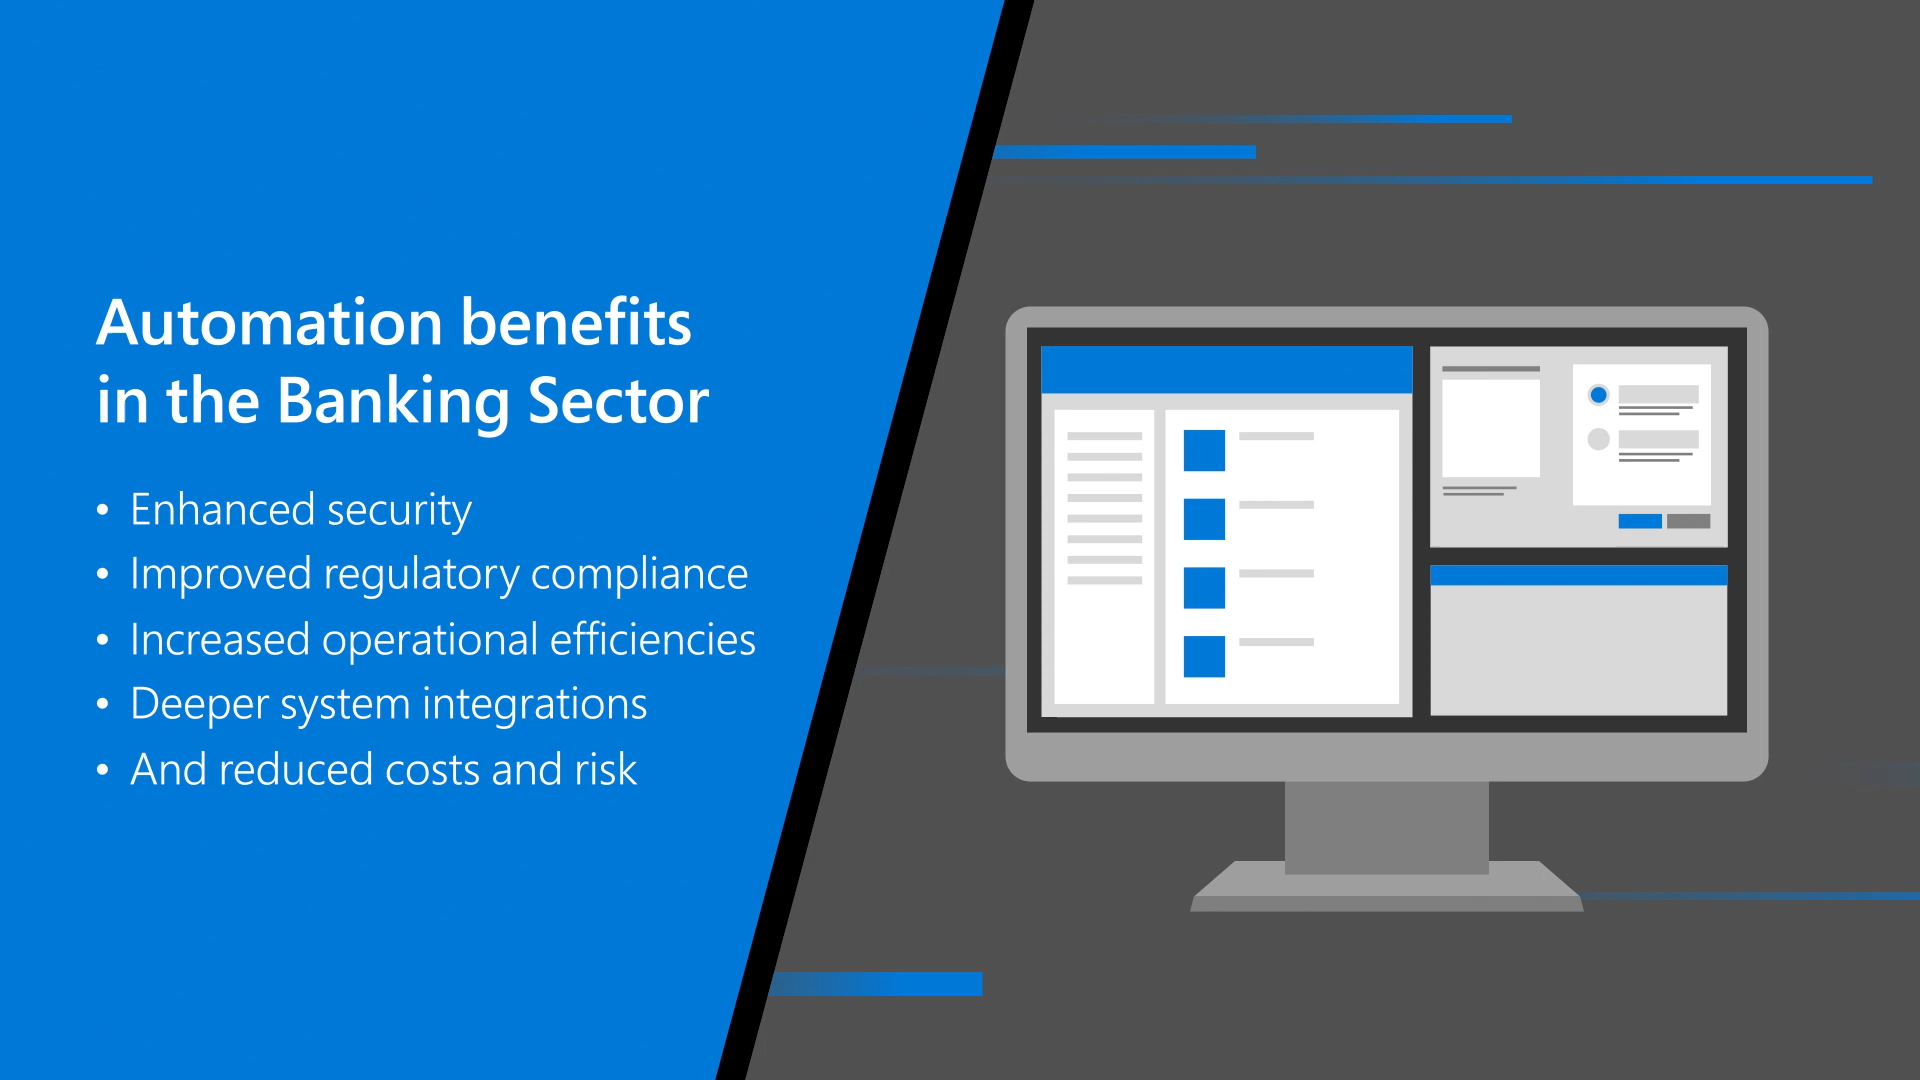 Automation benefits
in the Banking Sector
• Enhanced security
• Improved regulatory compliance
• Increased operational efficiencies
• Deeper system integrations
• And reduced costs and risk